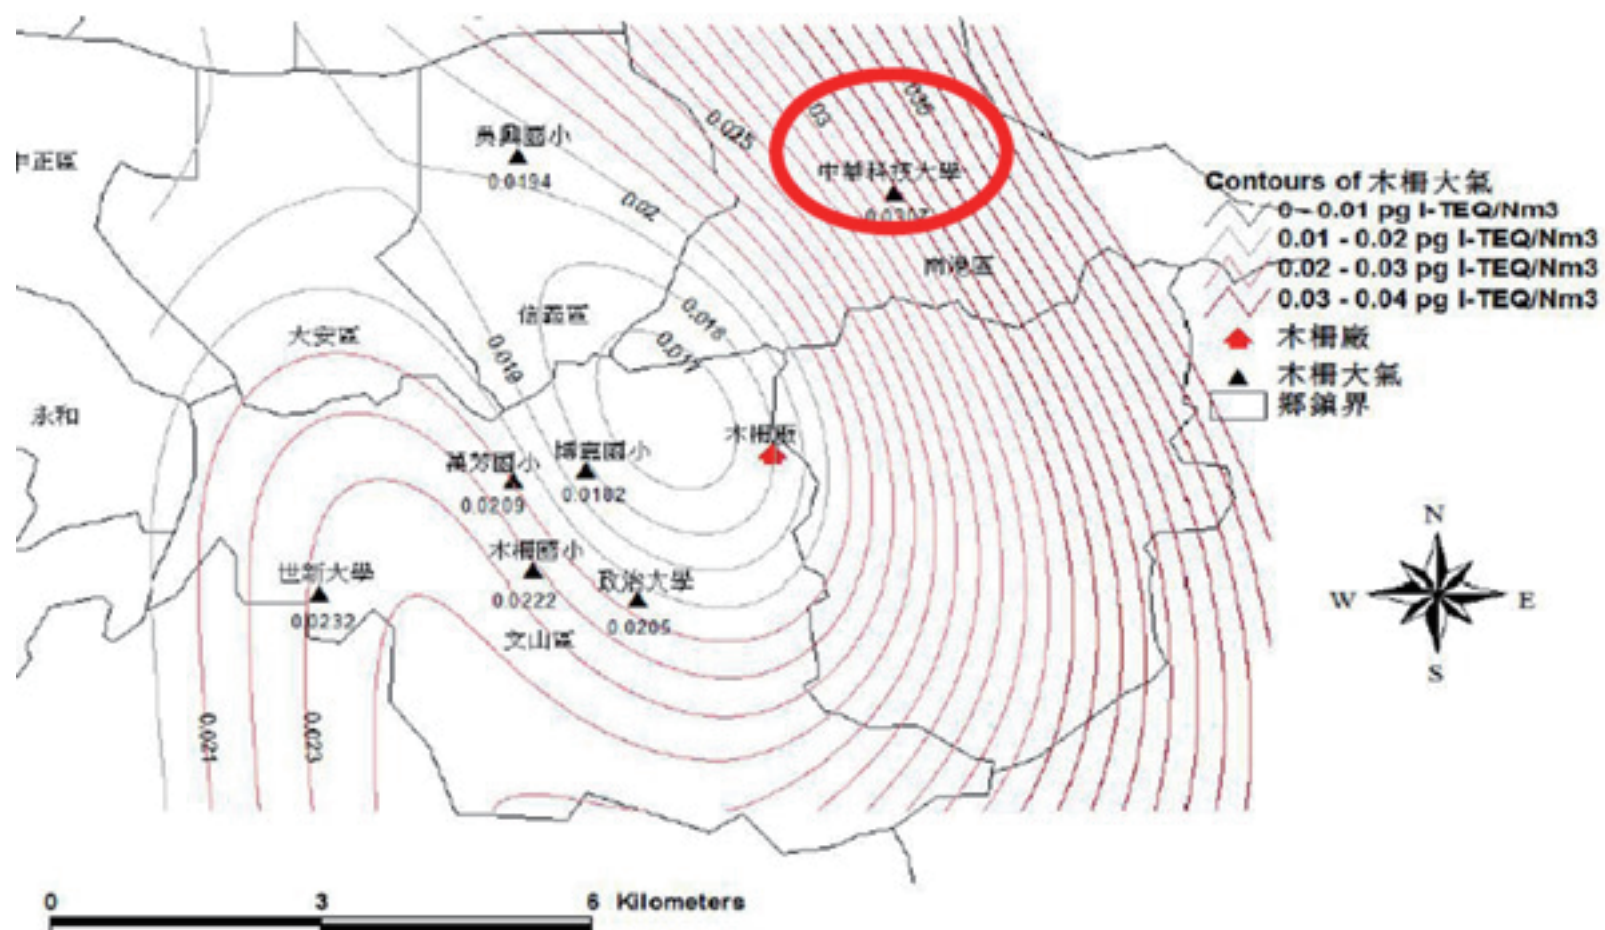 吳興國小
0.0194
中正區
0.025
03
035
中華科技大學
0.0307
0.02
南港區
Contours of 木柵大氣
0 - 0.01 pg I-TEQ/Nm3
0.01 - 0.02 pg I-TEQ/Nm3
0.02 - 0.03 pg I-TEQ/Nm3
0.03 - 0.04 pg I-TEQ/Nm3
木柵廠
木柵大氣
鄉鎮界
信義區
0.018
0.017
0.019
大安區
永和
木柵廠
萬芳國小
0.0209
博嘉國小
0.0182
木柵國小
0.0222
政治大學
世新大學
0.0232
文山區
0.021
0.023
N
W
E
S
0
3
6
Kilometers